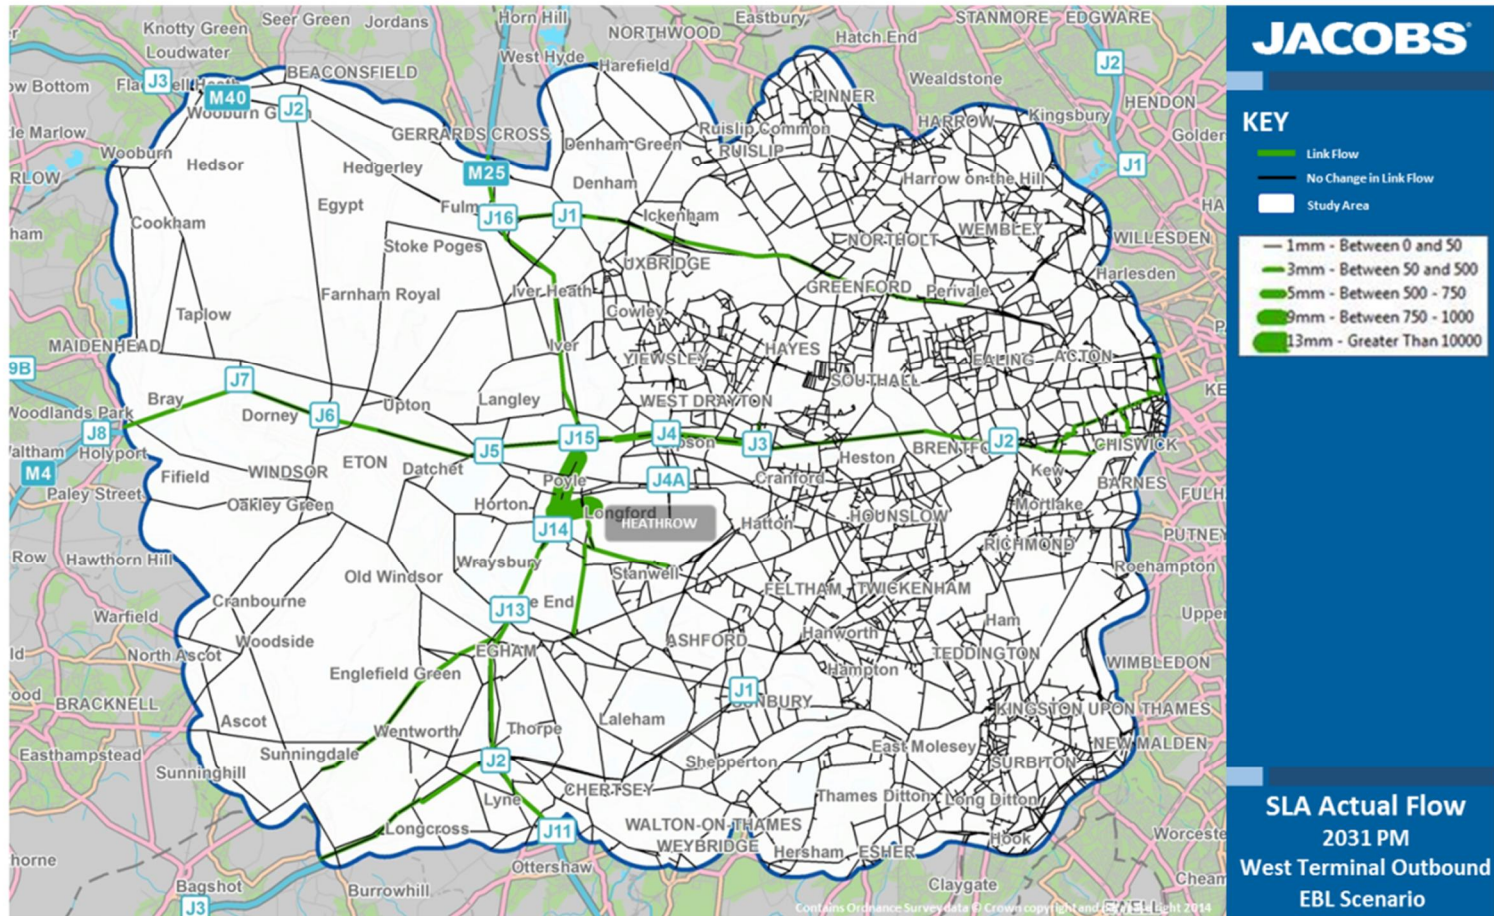 Knotty Green
Seer Green
Jordans
Horn Hill
Eastbury
STANMORE
EDGWARE
Loudwater
West Hyde
NORTHWOOD
Hatch End
JACOBS
J3
BEACONSFIELD
Harefield
Wealdstone
J2
M40
J2
PINNER
HENDON
KEY
GERRARDS CROSS
Ruislip Common
HARROW
Kingsbury
Wooburn
Denham Green
RUISLIP
Link Flow
Hedsor
Hedgerley
M25
Denham
Harrow on the Hill
J1
No Change in Link Flow
Egypt
J16
J1
Ickenham
Study Area
Cookham
Stoke Poges
NORTHOLT
WEMBLEY
WILLESDEN
1mm - Between 0 and 50
UXBRIDGE
Harlesden
3mm - Between 50 and 500
Farnham Royal
Iver Heath
GREENFORD
Perivale
5mm - Between 500 - 750
Taplow
Cowley
9mm - Between 750 - 1000
MAIDENHEAD
Iver
YIEWSLEY
HAYES
EALING
ACTON
13mm - Greater Than 10000
9B
J7
SOUTHALL
Bray
Dorney
J6
Upton
Langley
WEST DRAYTON
Woodlands Park
J8
J5
J15
J4
J3
J2
CHISWICK
Holyport
M4
Fifield
WINDSOR
ETON
Datchet
Poyle
J4A
Cranford
Heston
Kew
BARNES
Paley Street
Oakley Green
Horton
Longford
HEATHROW
Hatton
HOUNSLOW
Mortlake
J14
RICHMOND
PUTNEY
Row
Hawthorn Hill
Wraysbury
Stanwell
Roehampton
Old Windsor
FELTHAM
TWICKENHAM
Cranbourne
J13
e End
Warfield
Ham
Woodside
EGHAM
ASHFORD
Hanworth
TEDDINGTON
North Ascot
Englefield Green
Hampton
WIMBLEDON
BRACKNELL
J1
KINGSTON UPON THAMES
Ascot
Wentworth
Thorpe
Laleham
Easthampstead
Sunningdale
J2
Shepperton
East Molesey
NEW MALDEN
Sunninghill
SURBITON
Lyne
CHERTSEY
Thames Ditton
Long Ditton
SLA Actual Flow
Longcross
J11
WALTON-ON-THAMES
Hook
2031 PM
WEYBRIDGE
Hersham
ESHER
Ottershaw
West Terminal Outbound
Bagshot
Burrowhill
Claygate
EBL Scenario
J3
Contains Ordnance Survey data © Crown copyright and
2014